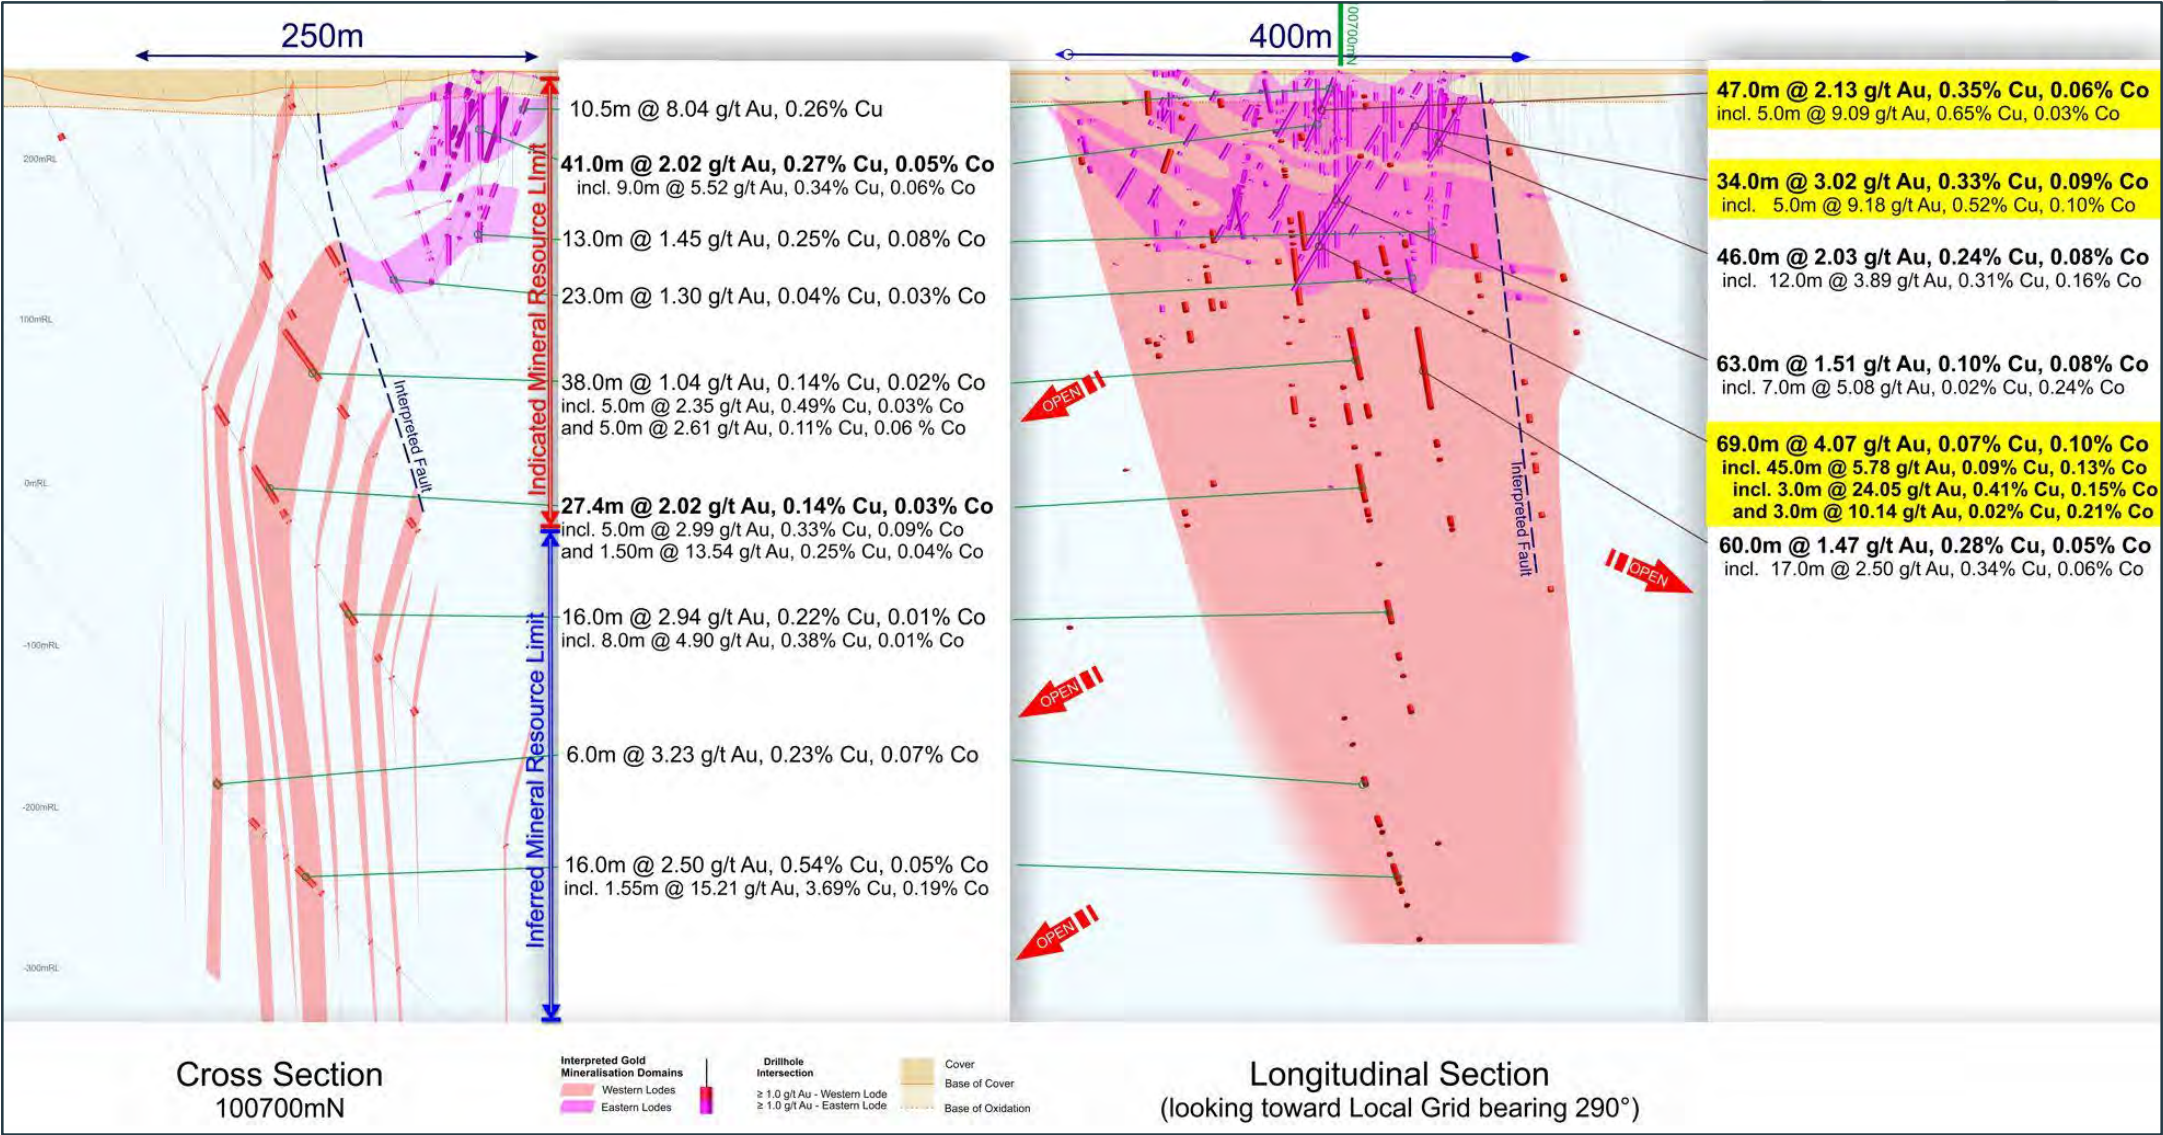 250m
400m
00700mN
200mRL
100mRL
0mRL
-100mRL
-200mRL
-300mRL
Interpreted Fault
Indicated Mineral Resource LImit
Inferred Mineral Resource Limit
10.5m @ 8.04 g/t Au, 0.26% Cu
41.0m @ 2.02 g/t Au, 0.27% Cu, 0.05% Co
incl. 9.0m @ 5.52 g/t Au, 0.34% Cu, 0.06% Co
13.0m @ 1.45 g/t Au, 0.25% Cu, 0.08% Co
23.0m @ 1.30 g/t Au, 0.04% Cu, 0.03% Co
38.0m @ 1.04 g/t Au, 0.14% Cu, 0.02% Co
incl. 5.0m @ 2.35 g/t Au, 0.49% Cu, 0.03% Co
and 5.0m @ 2.61 g/t Au, 0.11% Cu, 0.06 % Co
27.4m @ 2.02 g/t Au, 0.14% Cu, 0.03% Co
incl. 5.0m @ 2.99 g/t Au, 0.33% Cu, 0.09% Co
and 1.50m @ 13.54 g/t Au, 0.25% Cu, 0.04% Co
16.0m @ 2.94 g/t Au, 0.22% Cu, 0.01% Co
incl. 8.0m @ 4.90 g/t Au, 0.38% Cu, 0.01% Co
6.0m @ 3.23 g/t Au, 0.23% Cu, 0.07% Co
16.0m @ 2.50 g/t Au, 0.54% Cu, 0.05% Co
incl. 1.55m @ 15.21 g/t Au, 3.69% Cu, 0.19% Co
OPEN
OPEN
OPEN
OPEN
Interpreted Fault
47.0m @ 2.13 g/t Au, 0.35% Cu, 0.06% Co
incl. 5.0m @ 9.09 g/t Au, 0.65% Cu, 0.03% Co
34.0m @ 3.02 g/t Au, 0.33% Cu, 0.09% Co
incl. 5.0m @ 9.18 g/t Au, 0.52% Cu, 0.10% Co
46.0m @ 2.03 g/t Au, 0.24% Cu, 0.08% Co
incl. 12.0m @ 3.89 g/t Au, 0.31% Cu, 0.16% Co
63.0m @ 1.51 g/t Au, 0.10% Cu, 0.08% Co
incl. 7.0m @ 5.08 g/t Au, 0.02% Cu, 0.24% Co
69.0m @ 4.07 g/t Au, 0.07% Cu, 0.10% Co
incl. 45.0m @ 5.78 g/t Au, 0.09% Cu, 0.13% Co
incl. 3.0m @ 24.05 g/t Au, 0.41% Cu, 0.15% Co
and 3.0m @ 10.14 g/t Au, 0.02% Cu, 0.21% Co
60.0m @ 1.47 g/t Au, 0.28% Cu, 0.05% Co
incl. 17.0m @ 2.50 g/t Au, 0.34% Cu, 0.06% Co
Cross Section
100700mN
Interpreted Gold
Mineralisation Domains
Western Lodes
Eastern Lodes
Drillhole
Intersection
≥ 1.0 g/t Au - Western Lode
≥ 1.0 g/t Au - Eastern Lode
Cover
Base of Cover
Base of Oxidation
Longitudinal Section
(looking toward Local Grid bearing 290°)